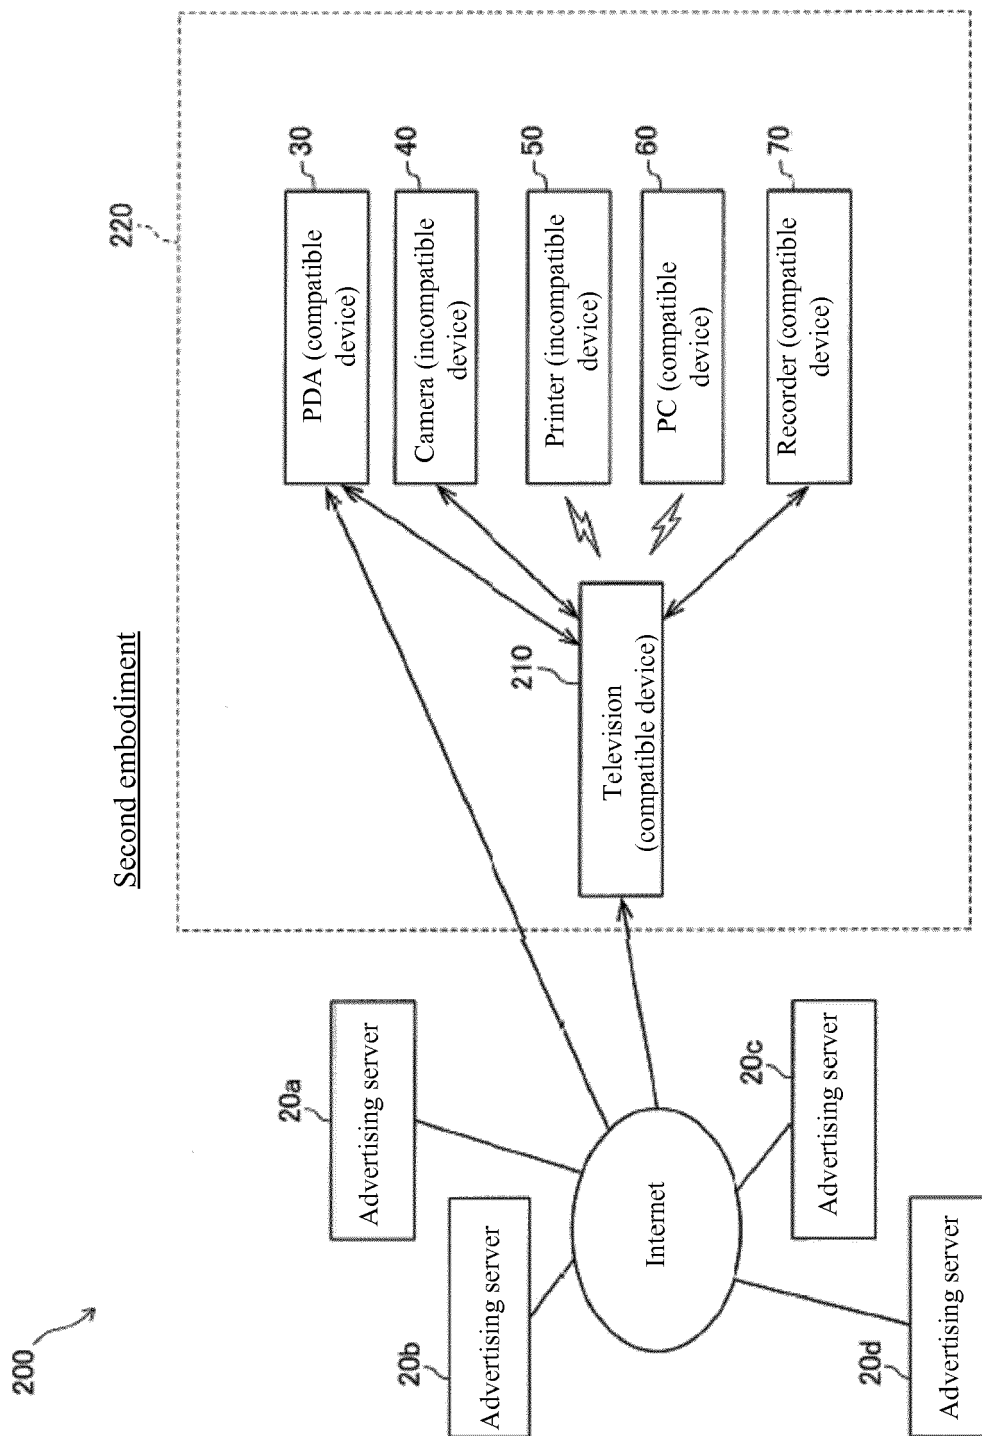 200
Second embodiment
220
20a
Advertising server
20b
Advertising server
Internet
20c
Advertising server
20d
Advertising server
210
Television
(compatible device)
30
PDA (compatible
device)
40
Camera (incompatible
device)
50
Printer (incompatible
device)
60
PC (compatible
device)
70
Recorder (compatible
device)